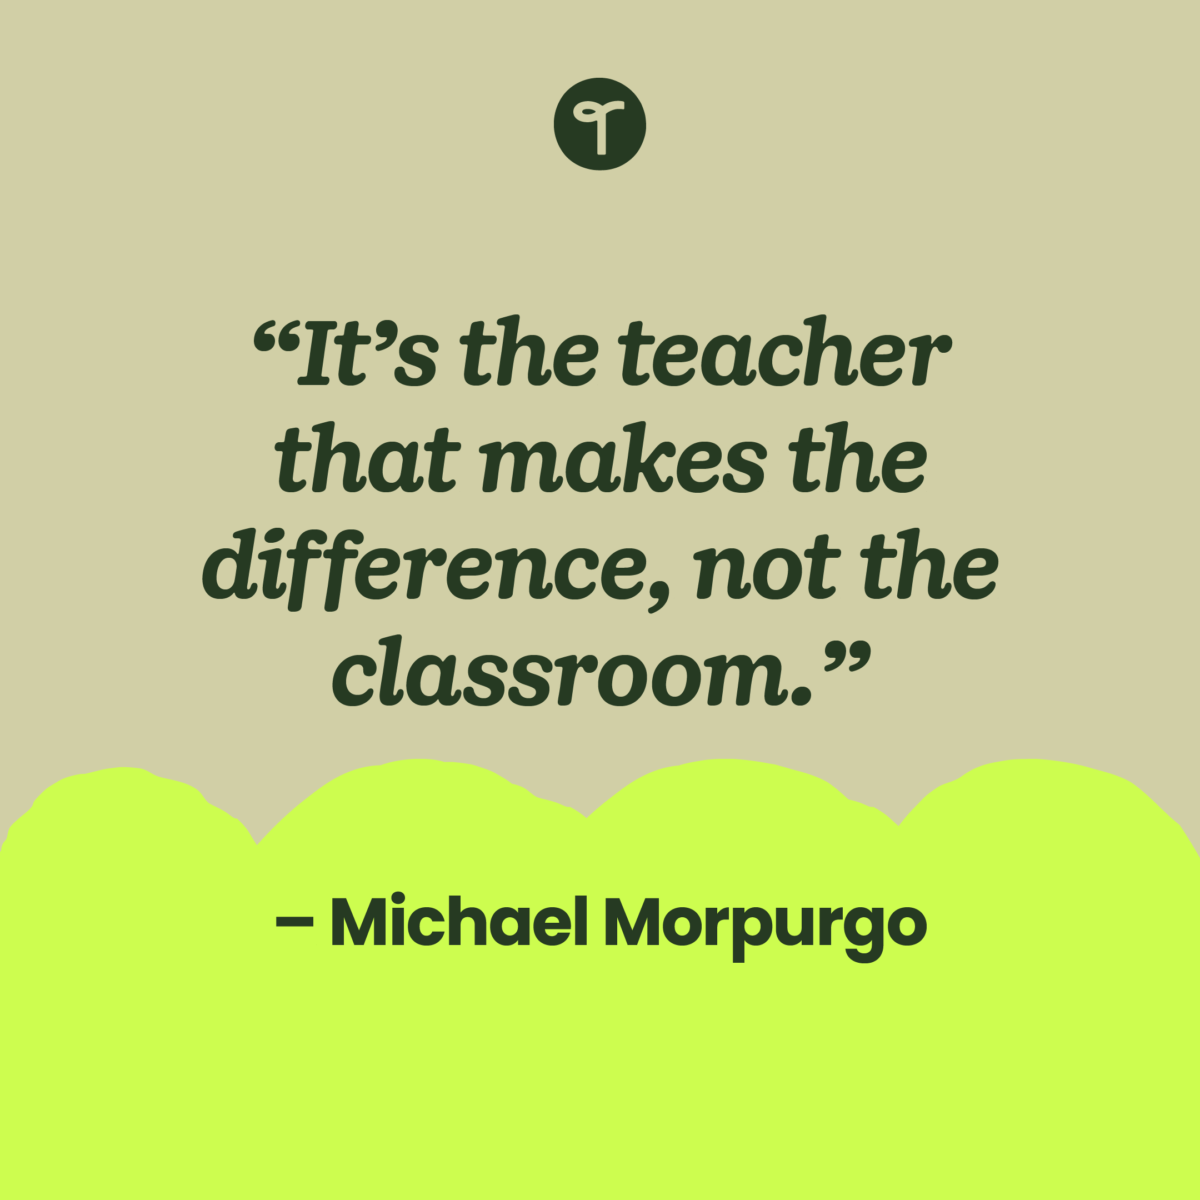 “It’s the teacher
that makes the
difference, not the
classroom.”
– Michael Morpurgo